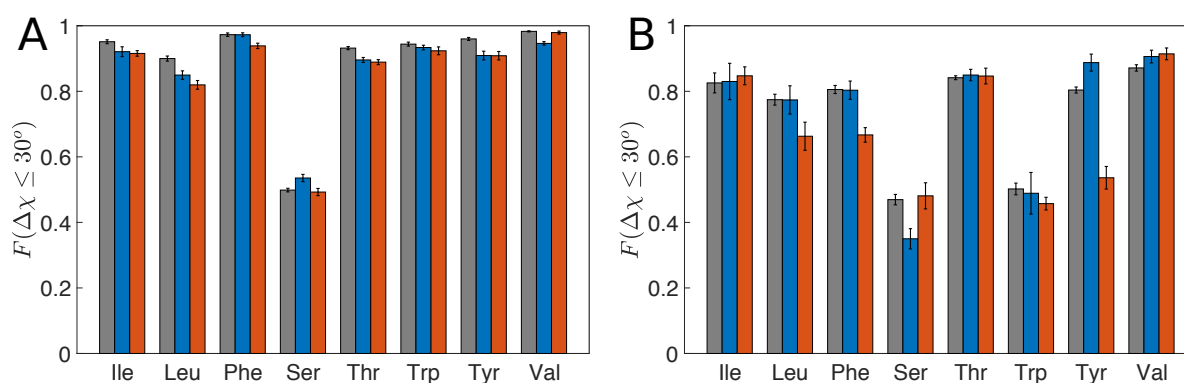 A
F(Δχ ≤ 30°)
1
0.8
0.6
0.4
0.2
0
Ile Leu Phe Ser Thr Trp Tyr Val
B
F(Δχ ≤ 30°)
1
0.8
0.6
0.4
0.2
0
Ile Leu Phe Ser Thr Trp Tyr Val